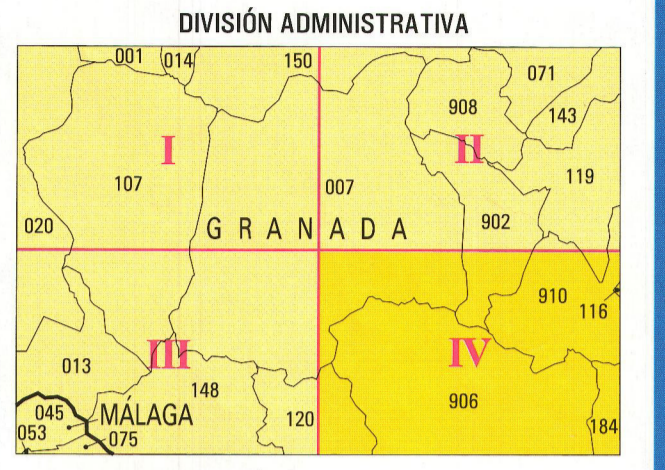 DIVISIÓN ADMINISTRATIVA
001 014 150 071
908 143
I II
107 007 119
020 GRANADA 902
910 116
III IV
013 148 906
045 MÁLAGA 120 184
053 075